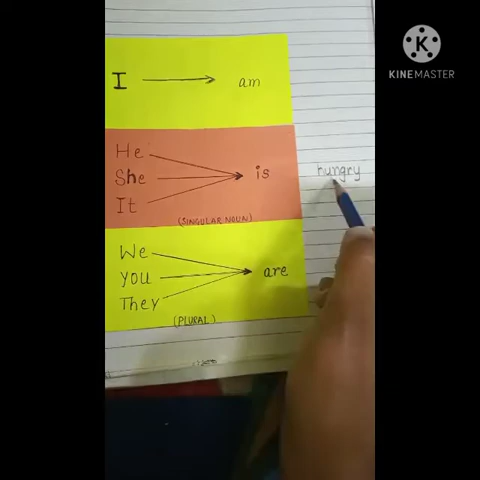 K
KINEMASTER
I am
He
She is hungry
It
(SINGULAR NOUN)
We
YOU are
They
(PLURAL)